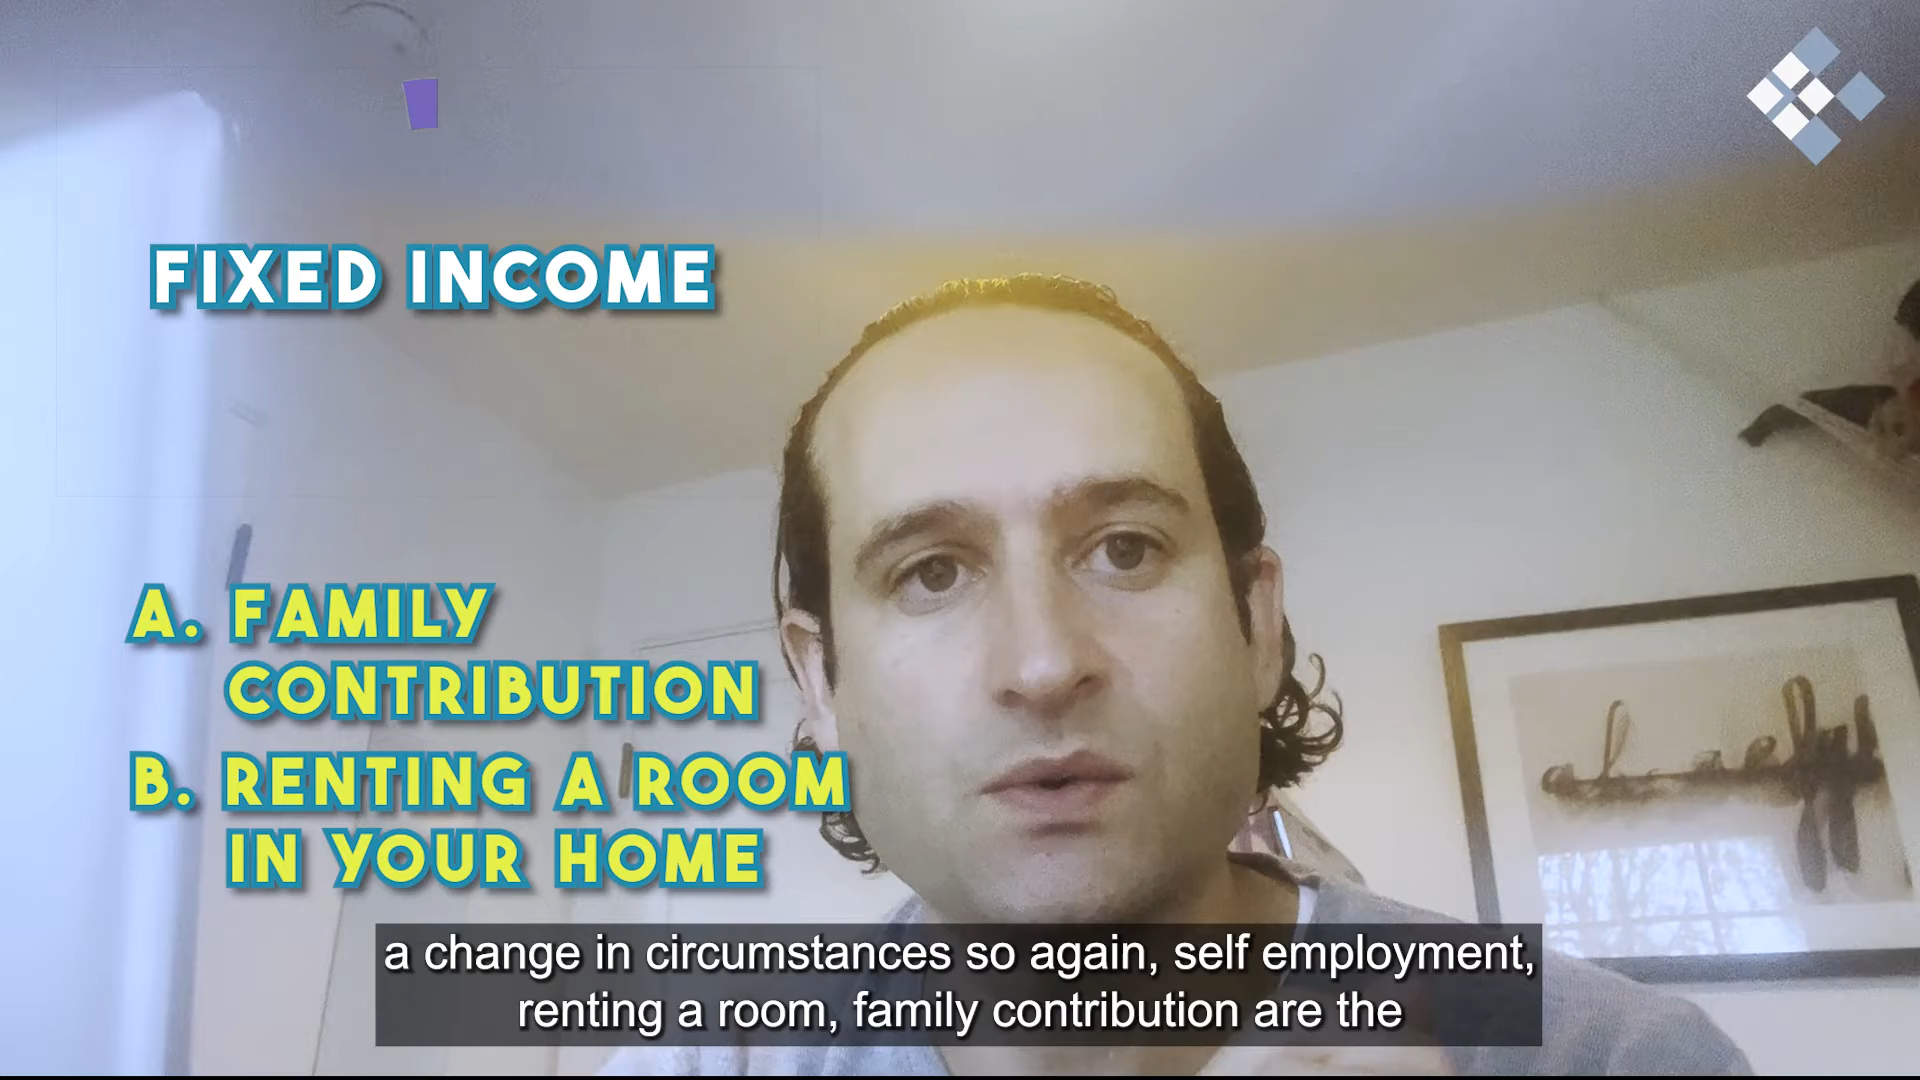 FIXED INCOME
A. FAMILY
CONTRIBUTION
B. RENTING A ROOM
IN YOUR HOME
a change in circumstances so again, self employment,
renting a room, family contribution are the